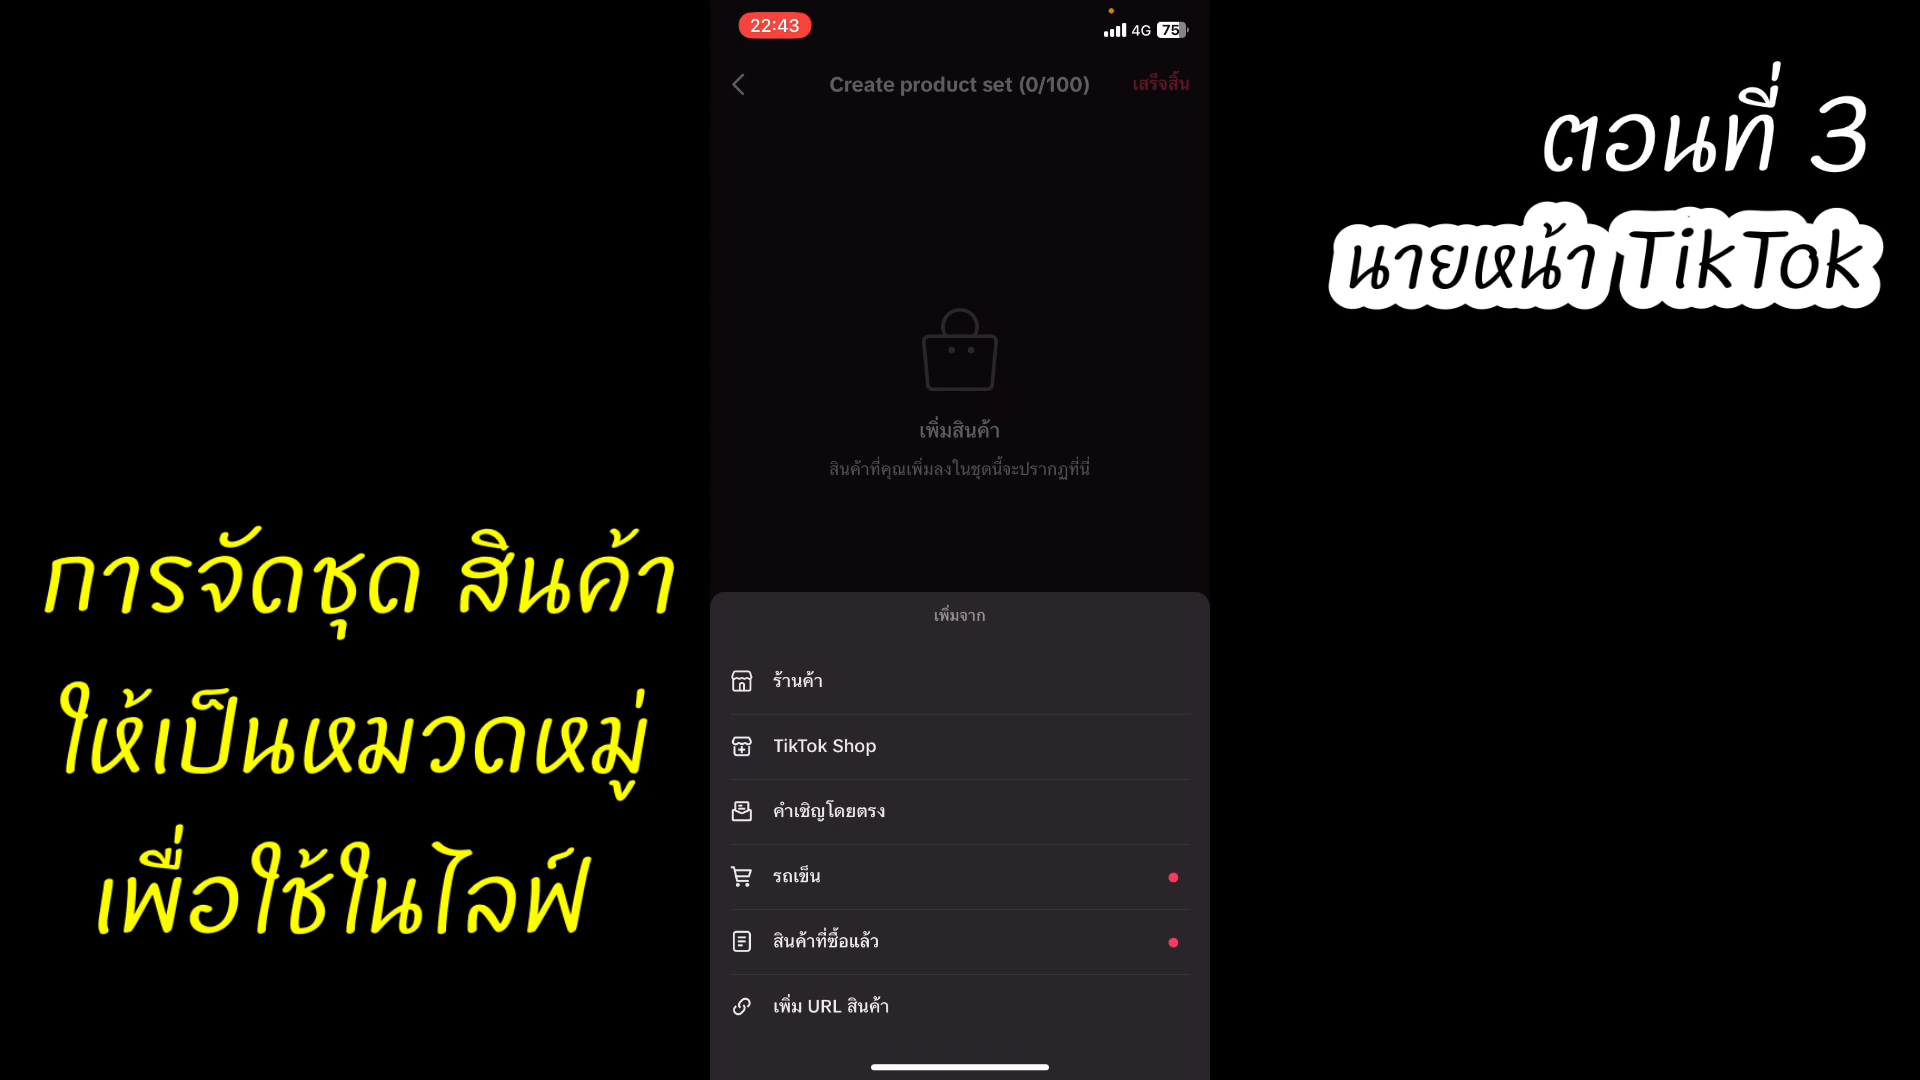 22:43
4G 75
Create product set (0/100)
เสร็จสิ้น
ตอนที่ 3
นายหน้า TikTok
เพิ่มสินค้า
สินค้าที่คุณเพิ่มลงในชุดนี้จะปรากฏที่นี่
การจัดชุด สินค้า
ให้เป็นหมวดหมู่
เพื่อใช้ในไลฟ์
เพิ่มจาก
ร้านค้า
TikTok Shop
คำเชิญโดยตรง
รถเข็น
สินค้าที่ซื้อแล้ว
เพิ่ม URL สินค้า